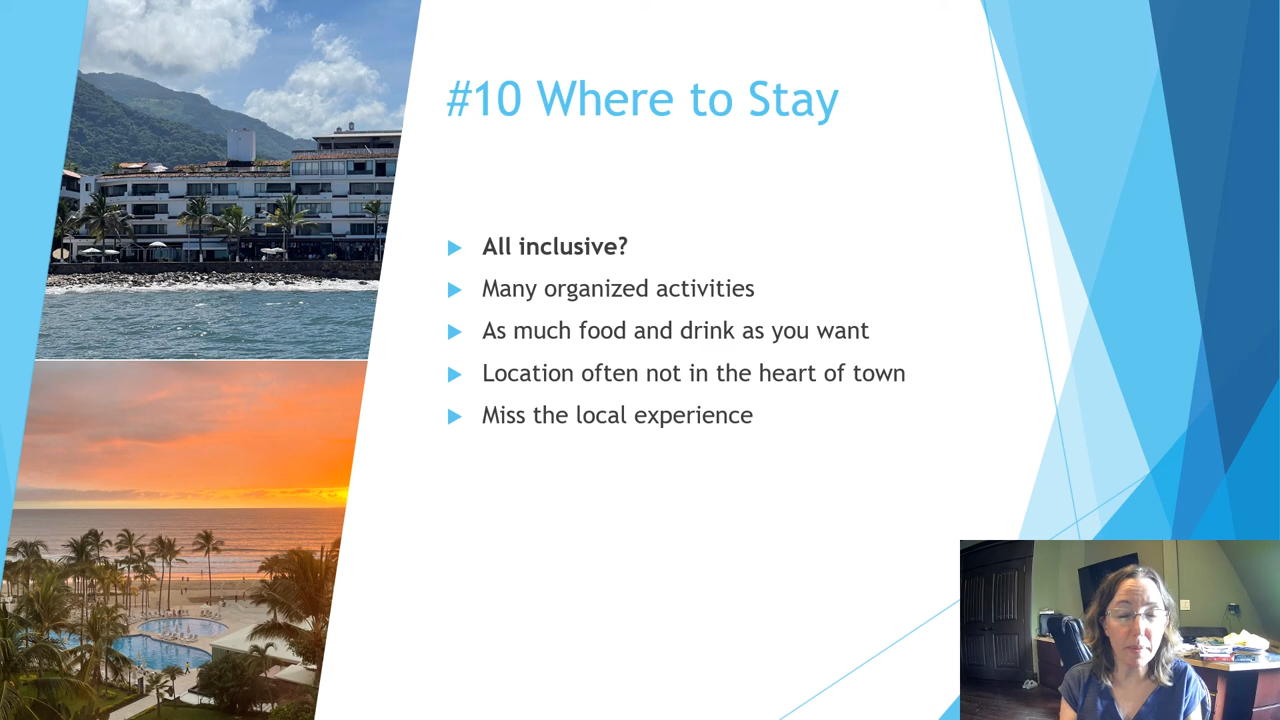 #10 Where to Stay
All inclusive?
Many organized activities
As much food and drink as you want
Location often not in the heart of town
Miss the local experience